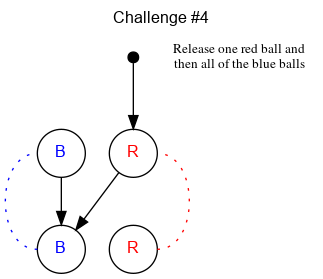 Challenge #4
Release one red ball and
then all of the blue balls
B
R
B
R